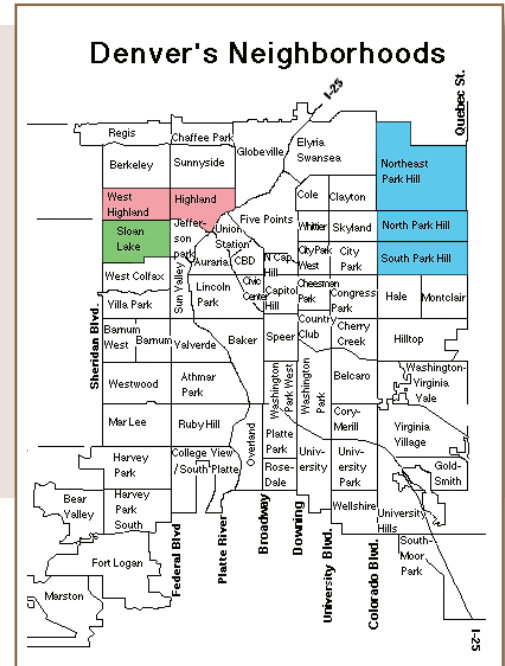 Denver's Neighborhoods
I-25
Quebec St.
Regis
Chaffee Park
Globeville
Elyria
Swansea
Berkeley
Sunnyside
Northeast
Park Hill
West
Highland
Highland
Cole
Clayton
Sloan
Lake
Jeffer-
son
park
Union
Station
Five Points
Whittier
Skyland
North Park Hill
Auraria
CBD
N Cap.
Hill
CityPark
West
City
Park
South Park Hill
West Colfax
Sun Valley
Lincoln
Park
Civic
Center
Capitol
Hill
Cheesman
Park
Congress
Park
Hale
Montclair
Villa Park
Sheridan Blvd.
Barnum
West
Barnum
Valverde
Baker
Speer
Country
Club
Cherry
Creek
Hilltop
Westwood
Athmar
Park
Washington
Park West
Washington
Park
Belcaro
Washington-
Virginia
Vale
Mar Lee
Ruby Hill
Overland
Platte
Park
Cory-
Merill
Virginia
Village
Harvey
Park
College View
/South Platte
Rose-
Dale
Uni-
versity
Uni-
versity
Park
Gold-
Smith
Bear
Valley
Harvey
Park
South
Wellshire
University
Hills
Fort Logan
Federal Blvd
Platte River
Broadway
Downing
University Blvd.
Colorado Blvd.
South-
Moor
Park
Marston
I-25